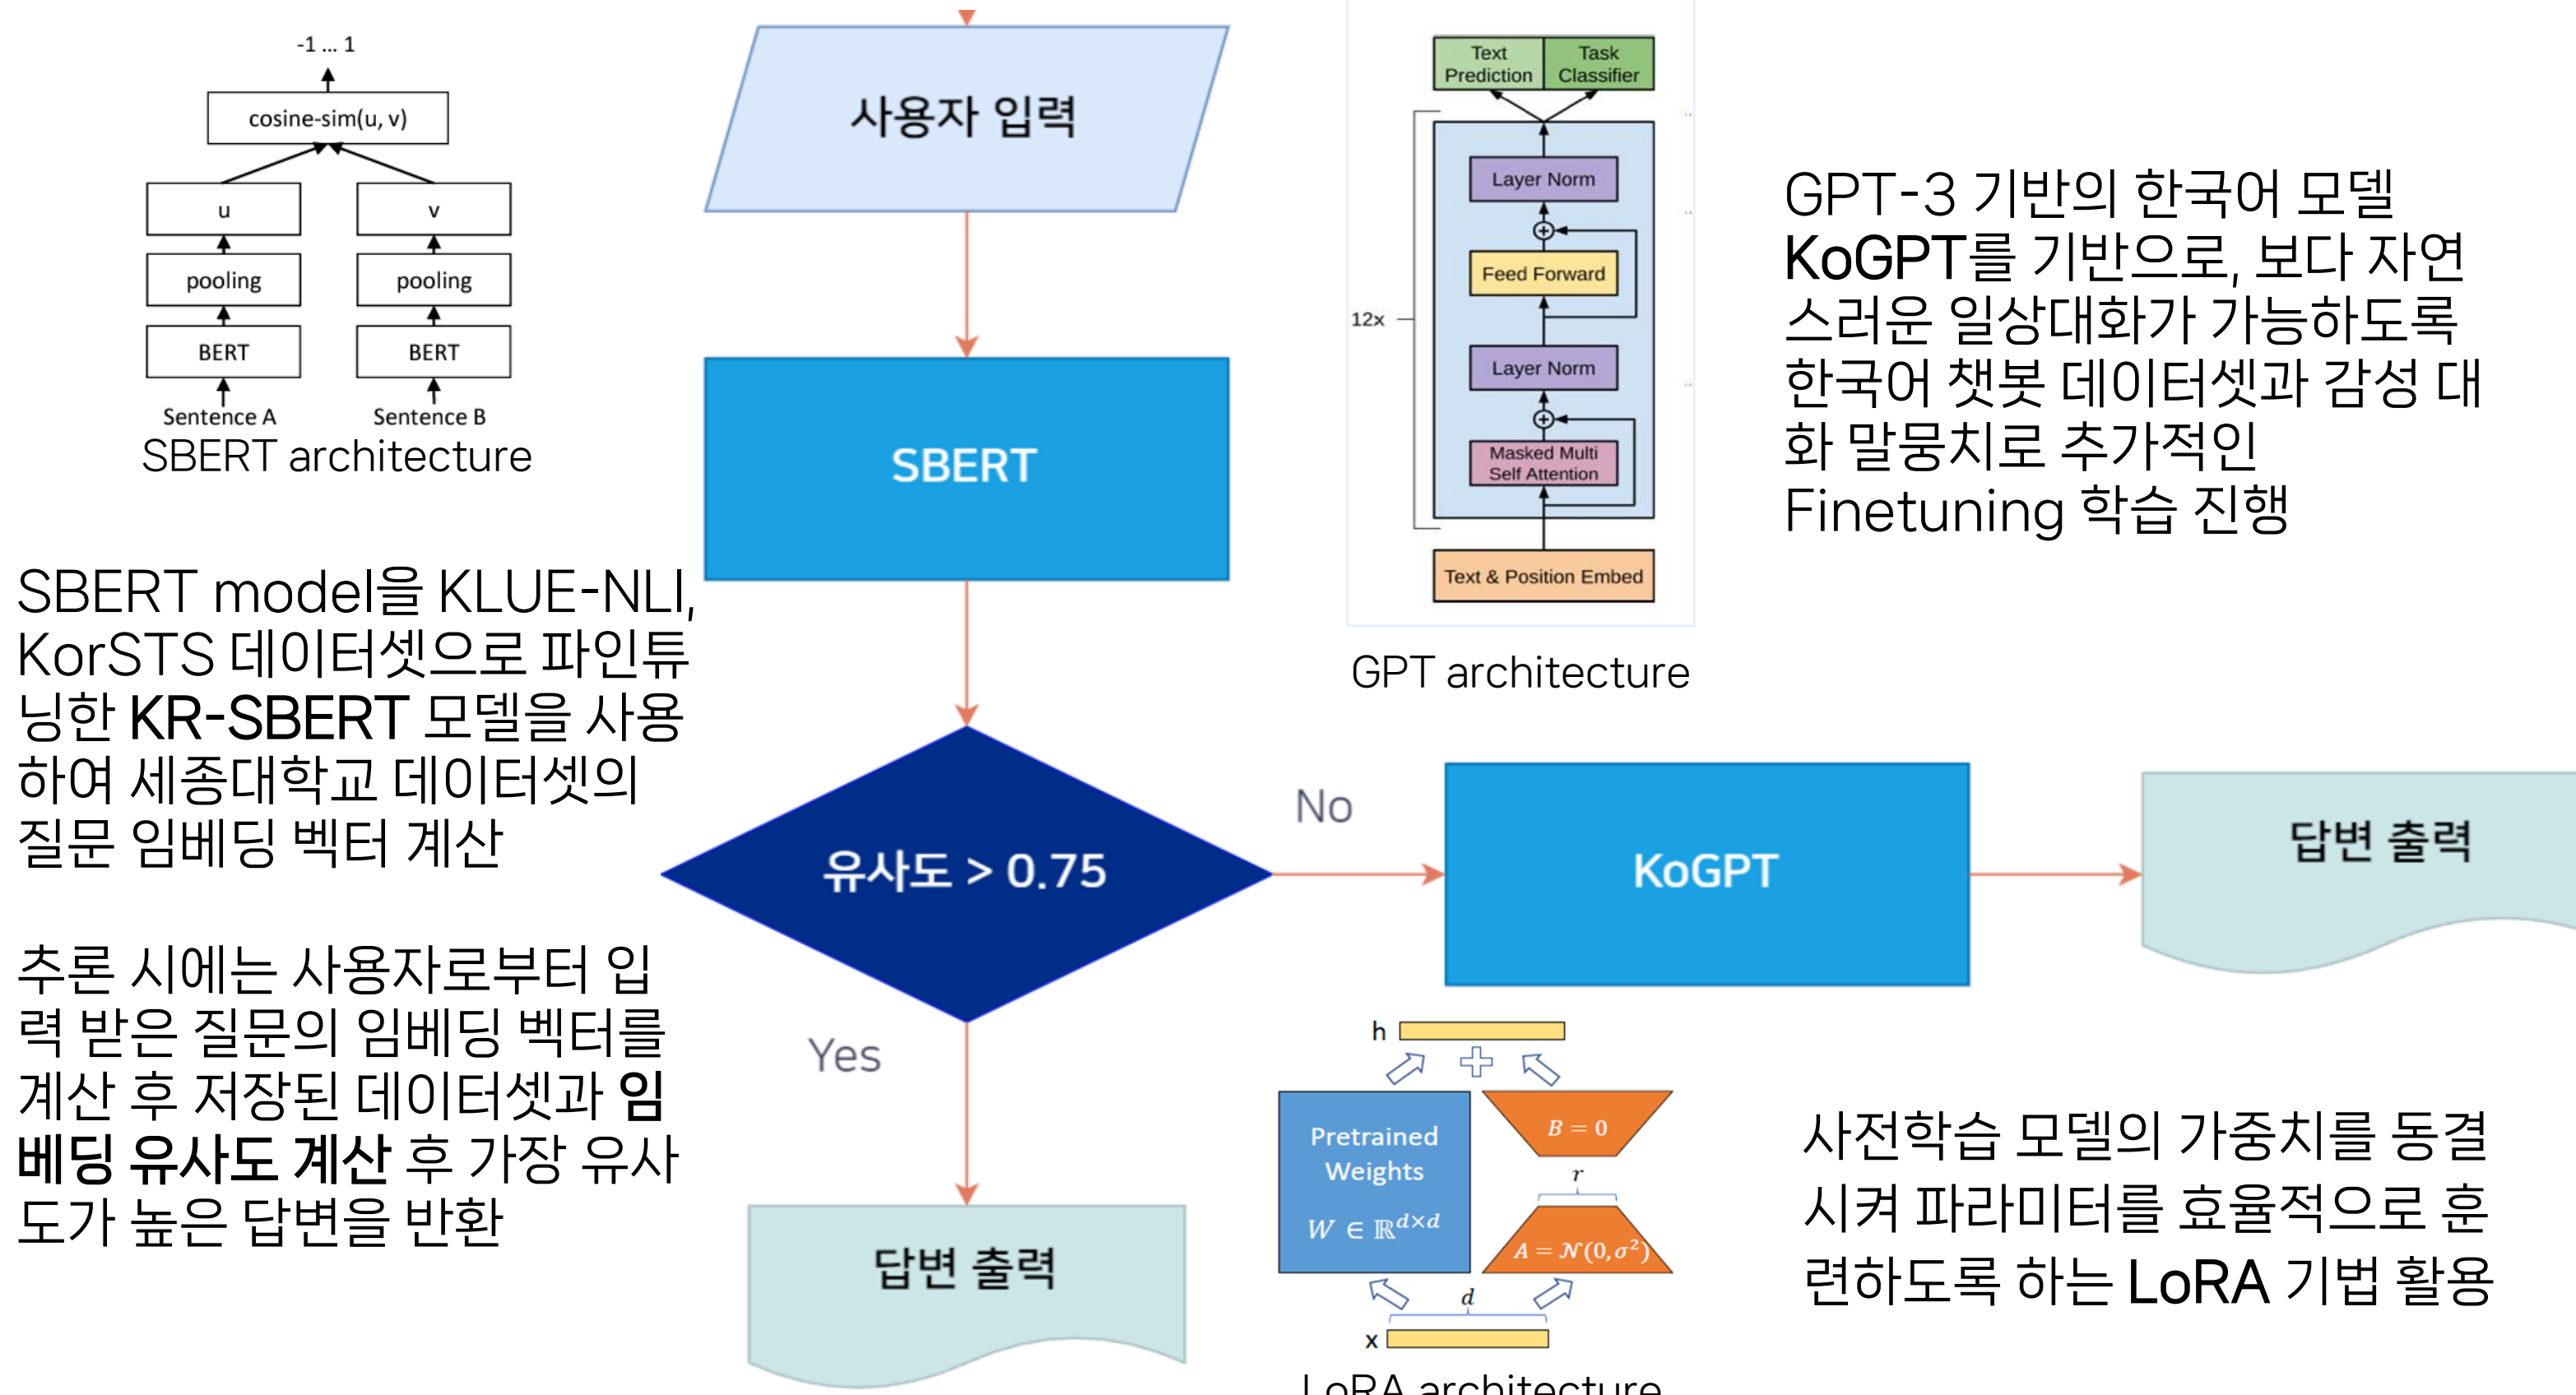 -1 ... 1
cosine-sim(u, v)
u
v
pooling
pooling
BERT
BERT
Sentence A
Sentence B
SBERT architecture
SBERT model을 KLUE-NLI,
KorSTS 데이터셋으로 파인튜
닝한 KR-SBERT 모델을 사용
하여 세종대학교 데이터셋의
질문 임베딩 벡터 계산
추론 시에는 사용자로부터 입
력 받은 질문의 임베딩 벡터를
계산 후 저장된 데이터셋과 임
베딩 유사도 계산 후 가장 유사
도가 높은 답변을 반환
사용자 입력
SBERT
유사도 > 0.75
Yes
답변 출력
No
KoGPT
답변 출력
Text
Prediction
Task
Classifier
Layer Norm
Feed Forward
12x
Layer Norm
Masked Multi
Self Attention
Text & Position Embed
GPT architecture
GPT-3 기반의 한국어 모델
KoGPT를 기반으로, 보다 자연
스러운 일상대화가 가능하도록
한국어 챗봇 데이터셋과 감성 대
화 말뭉치로 추가적인
Finetuning 학습 진행
h
Pretrained
Weights
W ∈ ℝ^{d×d}
B = 0
r
A = 𝒩(0, σ²)
d
x
LoRA architecture
사전학습 모델의 가중치를 동결
시켜 파라미터를 효율적으로 훈
련하도록 하는 LoRA 기법 활용